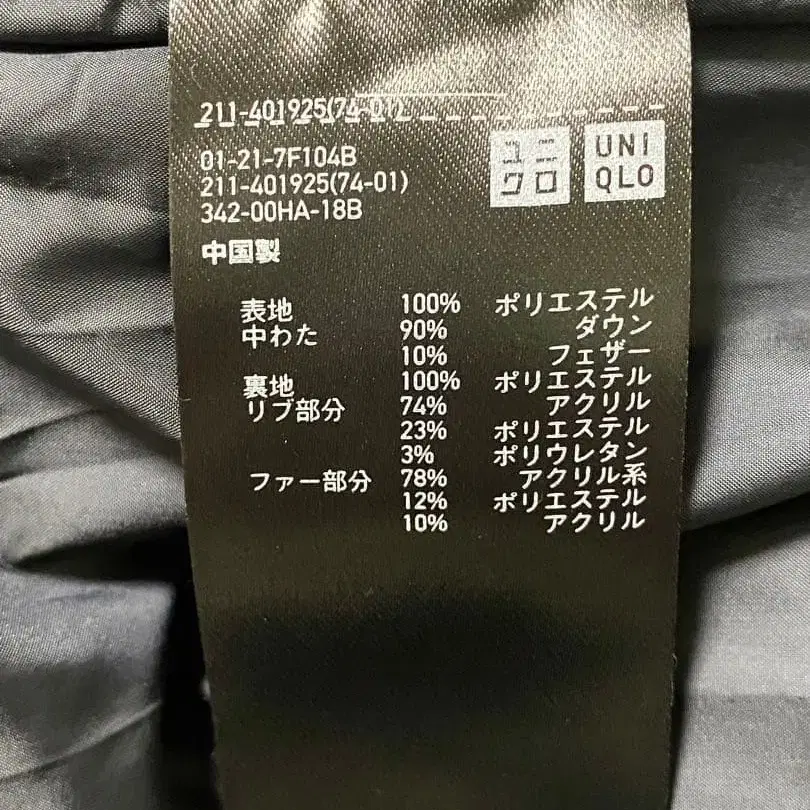 211-401925(74-01)
01-21-7F104B
211-401925(74-01)
342-00HA-18B
ユニ
クロ
UNI
QLO
中国製
表地 100% ポリエステル
中わた 90% ダウン
10% フェザー
裏地 100% ポリエステル
リブ部分 74% アクリル
23% ポリエステル
3% ポリウレタン
ファー部分 78% アクリル系
12% ポリエステル
10% アクリル